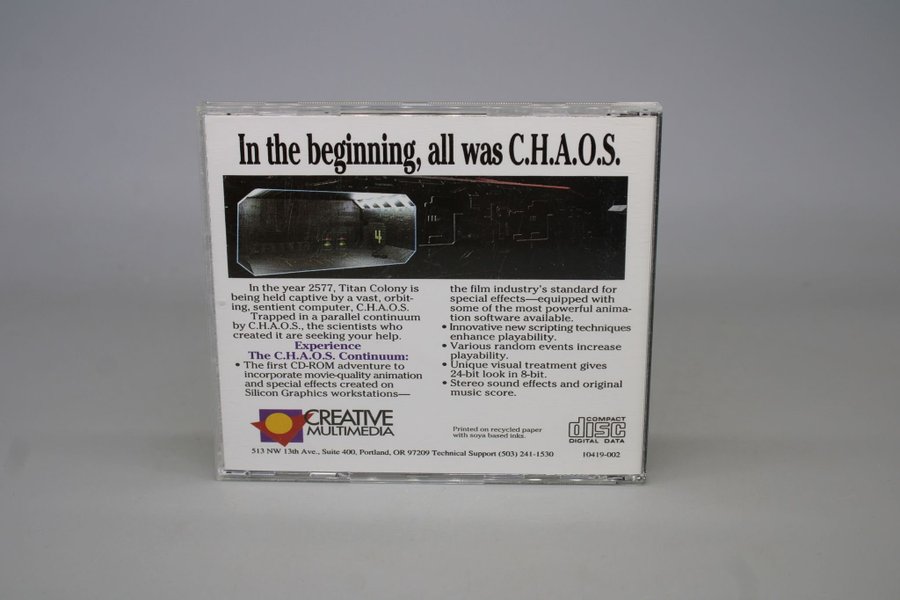 In the beginning, all was C.H.A.O.S.
4
In the year 2577, Titan Colony is
being held captive by a vast, orbit-
ing, sentient computer, C.H.A.O.S.
Trapped in a parallel continuum
by C.H.A.O.S., the scientists who
created it are seeking your help.
Experience
The C.H.A.O.S. Continuum:
• The first CD-ROM adventure to
incorporate movie-quality animation
and special effects created on
Silicon Graphics workstations—
the film industry's standard for
special effects—equipped with
some of the most powerful anima-
tion software available.
• Innovative new scripting techniques
enhance playability.
• Various random events increase
playability.
• Unique visual treatment gives
24-bit look in 8-bit.
• Stereo sound effects and original
music score.
CREATIVE
MULTIMEDIA
Printed on recycled paper
with soya based inks.
COMPACT
disc
DIGITAL DATA
513 NW 13th Ave., Suite 400, Portland, OR 97209 Technical Support (503) 241-1530
10419-002